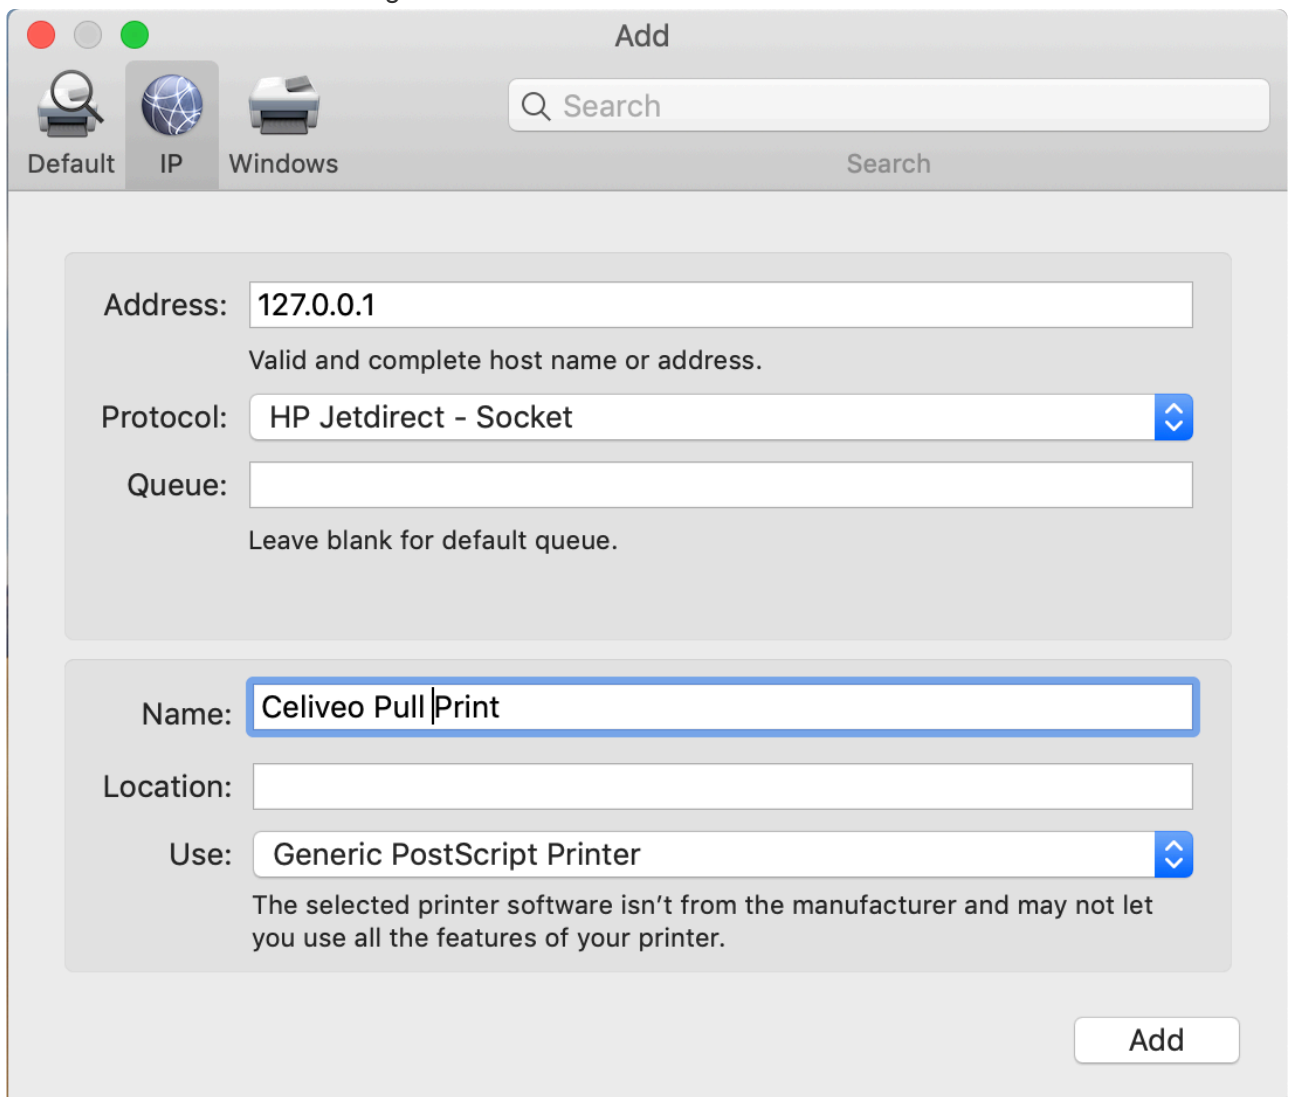 Add
Default IP Windows
Search
Search
Address: 127.0.0.1
Valid and complete host name or address.
Protocol: HP Jetdirect - Socket
Queue:
Leave blank for default queue.
Name: Celiveo Pull Print
Location:
Use: Generic PostScript Printer
The selected printer software isn’t from the manufacturer and may not let
you use all the features of your printer.
Add